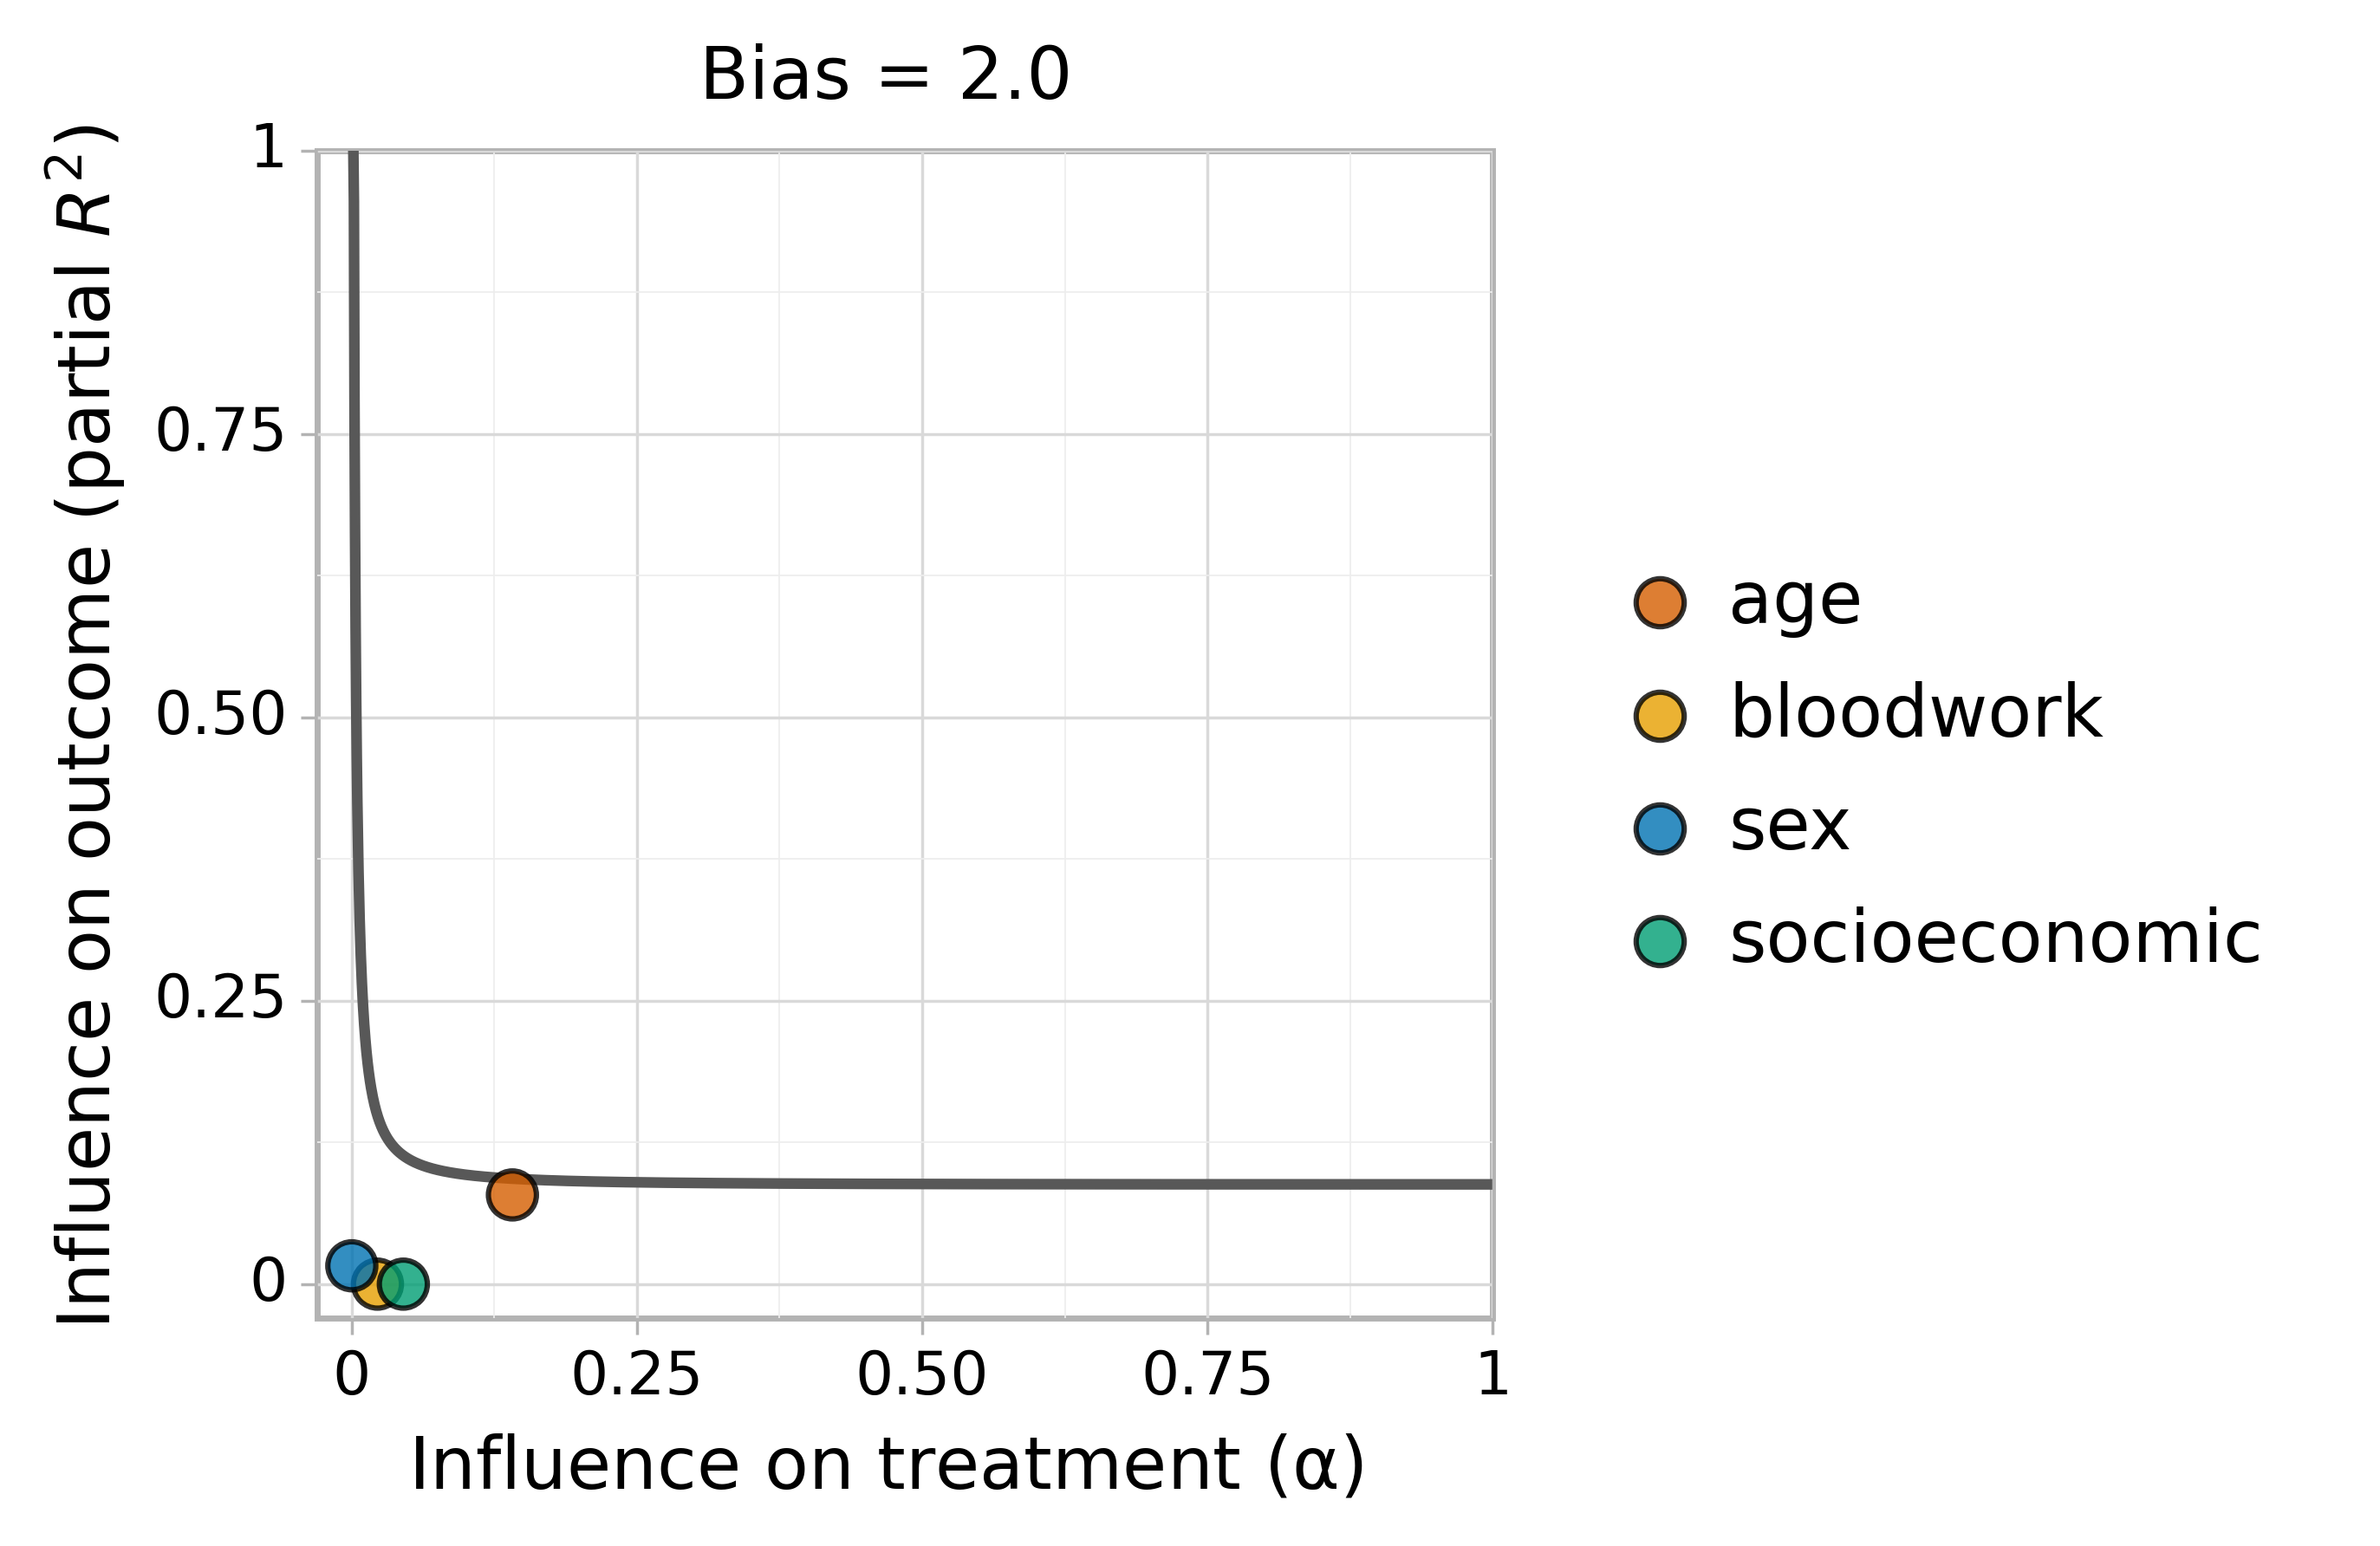 Bias = 2.0
Influence on outcome (partial R²)
1
0.75
0.50
0.25
0
0 0.25 0.50 0.75 1
Influence on treatment (α)
age
bloodwork
sex
socioeconomic